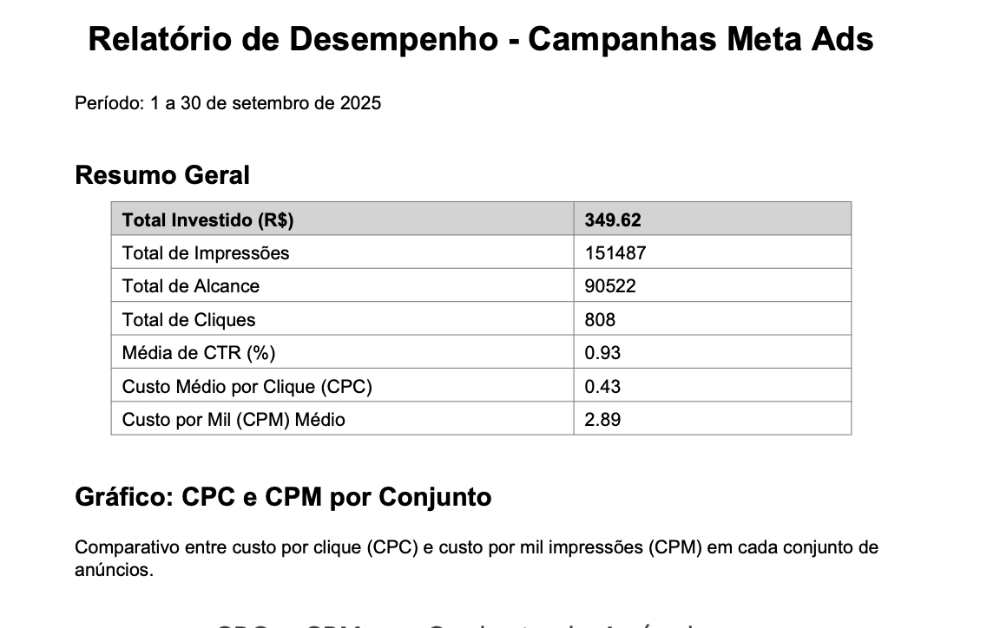 Relatório de Desempenho - Campanhas Meta Ads
Período: 1 a 30 de setembro de 2025
Resumo Geral
Total Investido (R$) 349.62
Total de Impressões 151487
Total de Alcance 90522
Total de Cliques 808
Média de CTR (%) 0.93
Custo Médio por Clique (CPC) 0.43
Custo por Mil (CPM) Médio 2.89
Gráfico: CPC e CPM por Conjunto
Comparativo entre custo por clique (CPC) e custo por mil impressões (CPM) em cada conjunto de
anúncios.